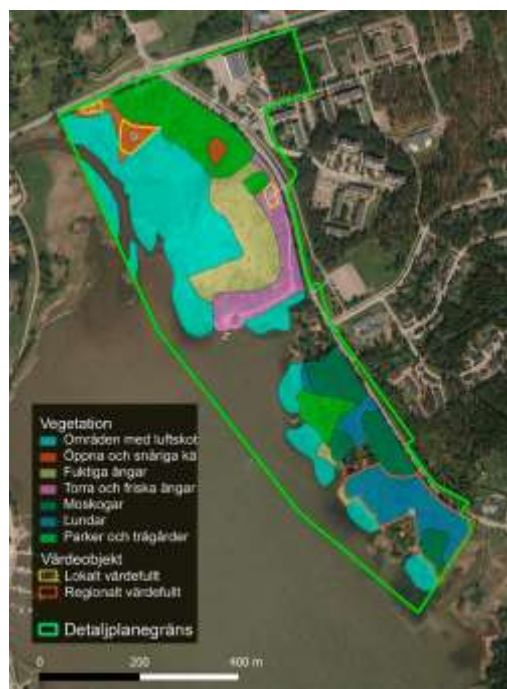 Vegetation
Områden med luftskot
Öppna och snåriga kä
Fuktiga ängar
Torra och friska ängar
Moskogar
Lundar
Parker och trägårder
Värdeobjekt
Lokalt värdefullt
Regionalt värdefullt
Detaljplanegräns
0 200 400 m